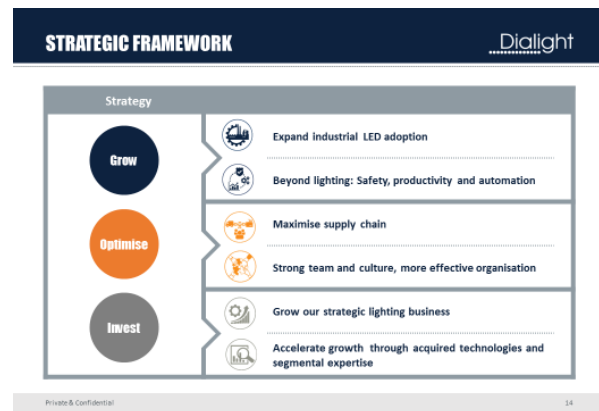 STRATEGIC FRAMEWORK
Dialight
Strategy
Grow
Expand industrial LED adoption
Beyond lighting: Safety, productivity and automation
Optimise
Maximise supply chain
Strong team and culture, more effective organisation
Invest
Grow our strategic lighting business
Accelerate growth through acquired technologies and
segmental expertise
Private & Confidential
14